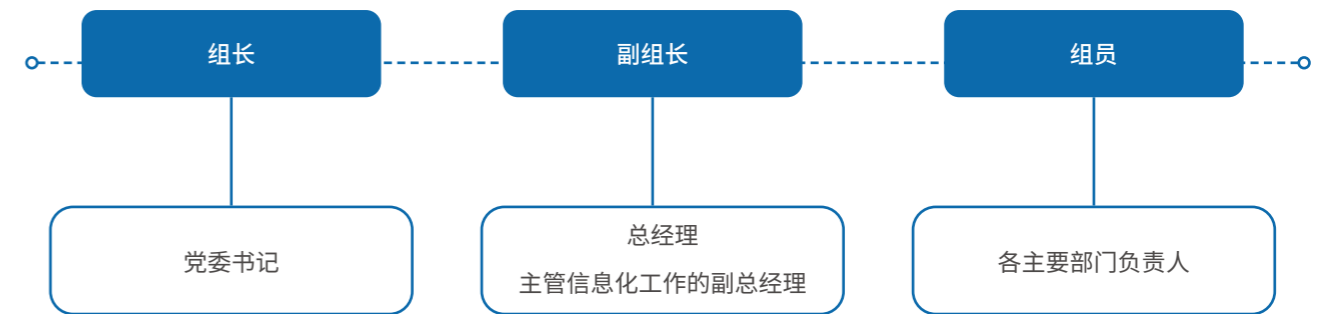 组长
副组长
组员
党委书记
总经理
主管信息化工作的副总经理
各主要部门负责人